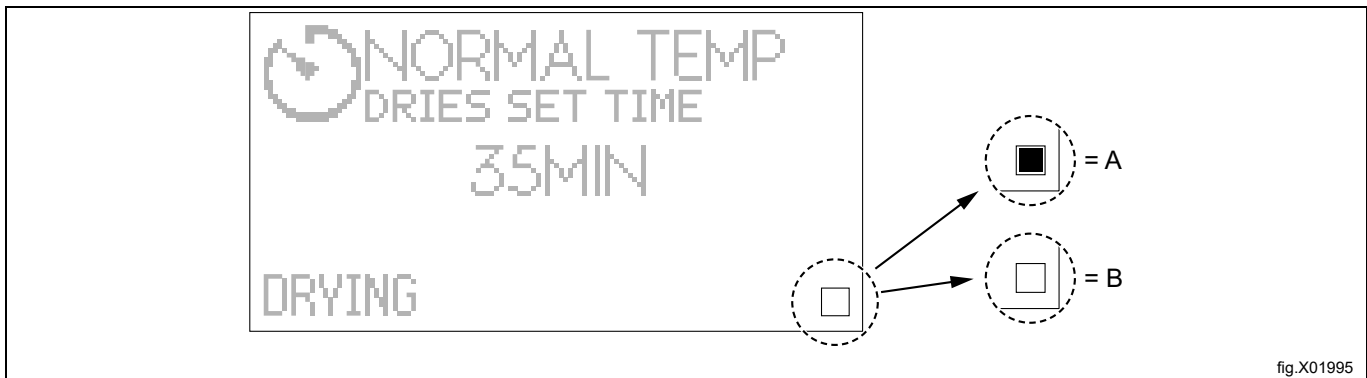 NORMAL TEMP
DRIES SET TIME
35MIN
DRYING
= A
= B
fig.X01995